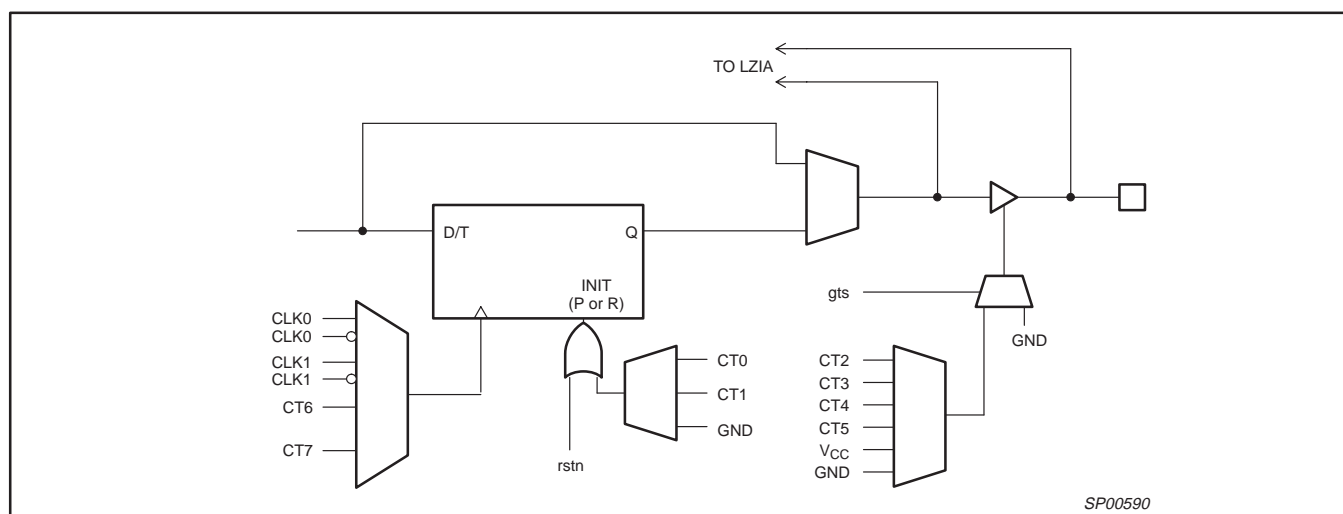 TO LZIA
D/T
Q
INIT
(P or R)
gts
GND
CLK0
CLK0
CLK1
CLK1
CT6
CT7
CT0
CT1
GND
rstn
CT2
CT3
CT4
CT5
VCC
GND
SP00590